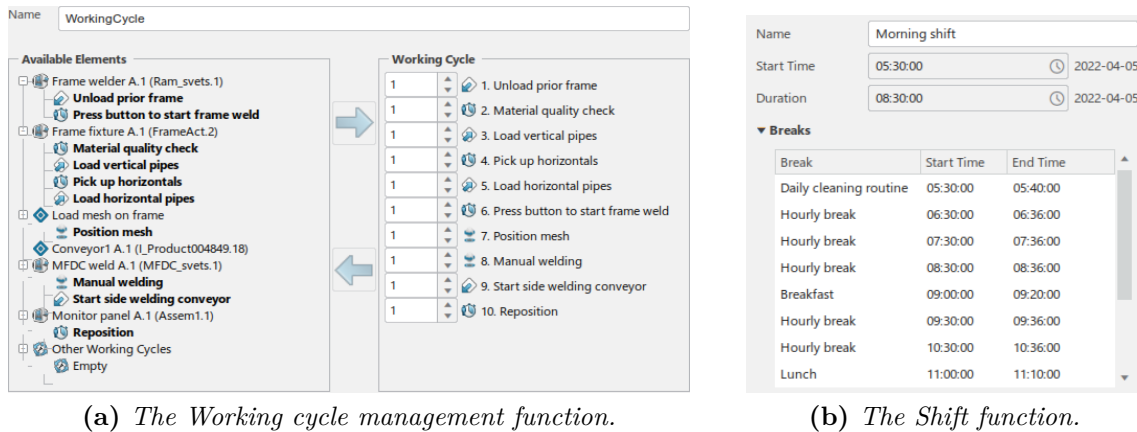 Name WorkingCycle
Available Elements
Frame welder A.1 (Ram_svets.1)
Unload prior frame
Press button to start frame weld
Frame fixture A.1 (FrameAct.2)
Material quality check
Load vertical pipes
Pick up horizontals
Load horizontal pipes
Load mesh on frame
Position mesh
Conveyor1 A.1 (I_Product004849.18)
MFDC weld A.1 (MFDC_svets.1)
Manual welding
Start side welding conveyor
Monitor panel A.1 (Assem1.1)
Reposition
Other Working Cycles
Empty
Working Cycle
1 1. Unload prior frame
1 2. Material quality check
1 3. Load vertical pipes
1 4. Pick up horizontals
1 5. Load horizontal pipes
1 6. Press button to start frame weld
1 7. Position mesh
1 8. Manual welding
1 9. Start side welding conveyor
1 10. Reposition
(a) The Working cycle management function.
Name Morning shift
Start Time 05:30:00 2022-04-05
Duration 08:30:00 2022-04-05
Breaks
Break Start Time End Time
Daily cleaning routine 05:30:00 05:40:00
Hourly break 06:30:00 06:36:00
Hourly break 07:30:00 07:36:00
Hourly break 08:30:00 08:36:00
Breakfast 09:00:00 09:20:00
Hourly break 09:30:00 09:36:00
Hourly break 10:30:00 10:36:00
Lunch 11:00:00 11:10:00
(b) The Shift function.